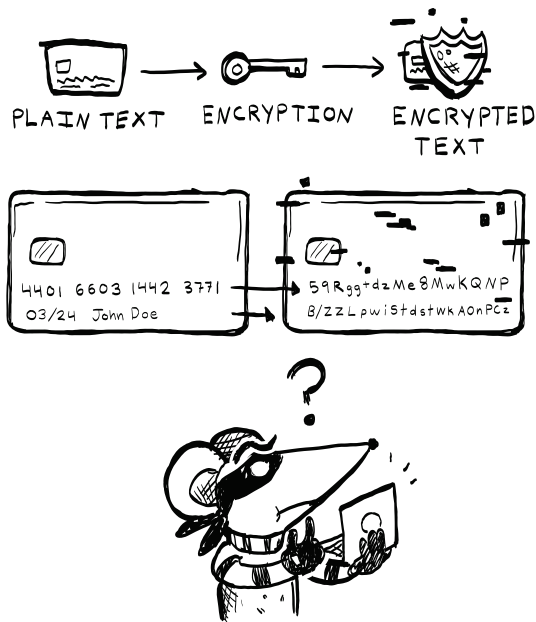 PLAIN TEXT
ENCRYPTION
ENCRYPTED
TEXT
4401 6603 1442 3771
03/24 John Doe
59Rgg+dzMe8MwKQNP
B/ZZLpwiStdstwkAOnPCz
?